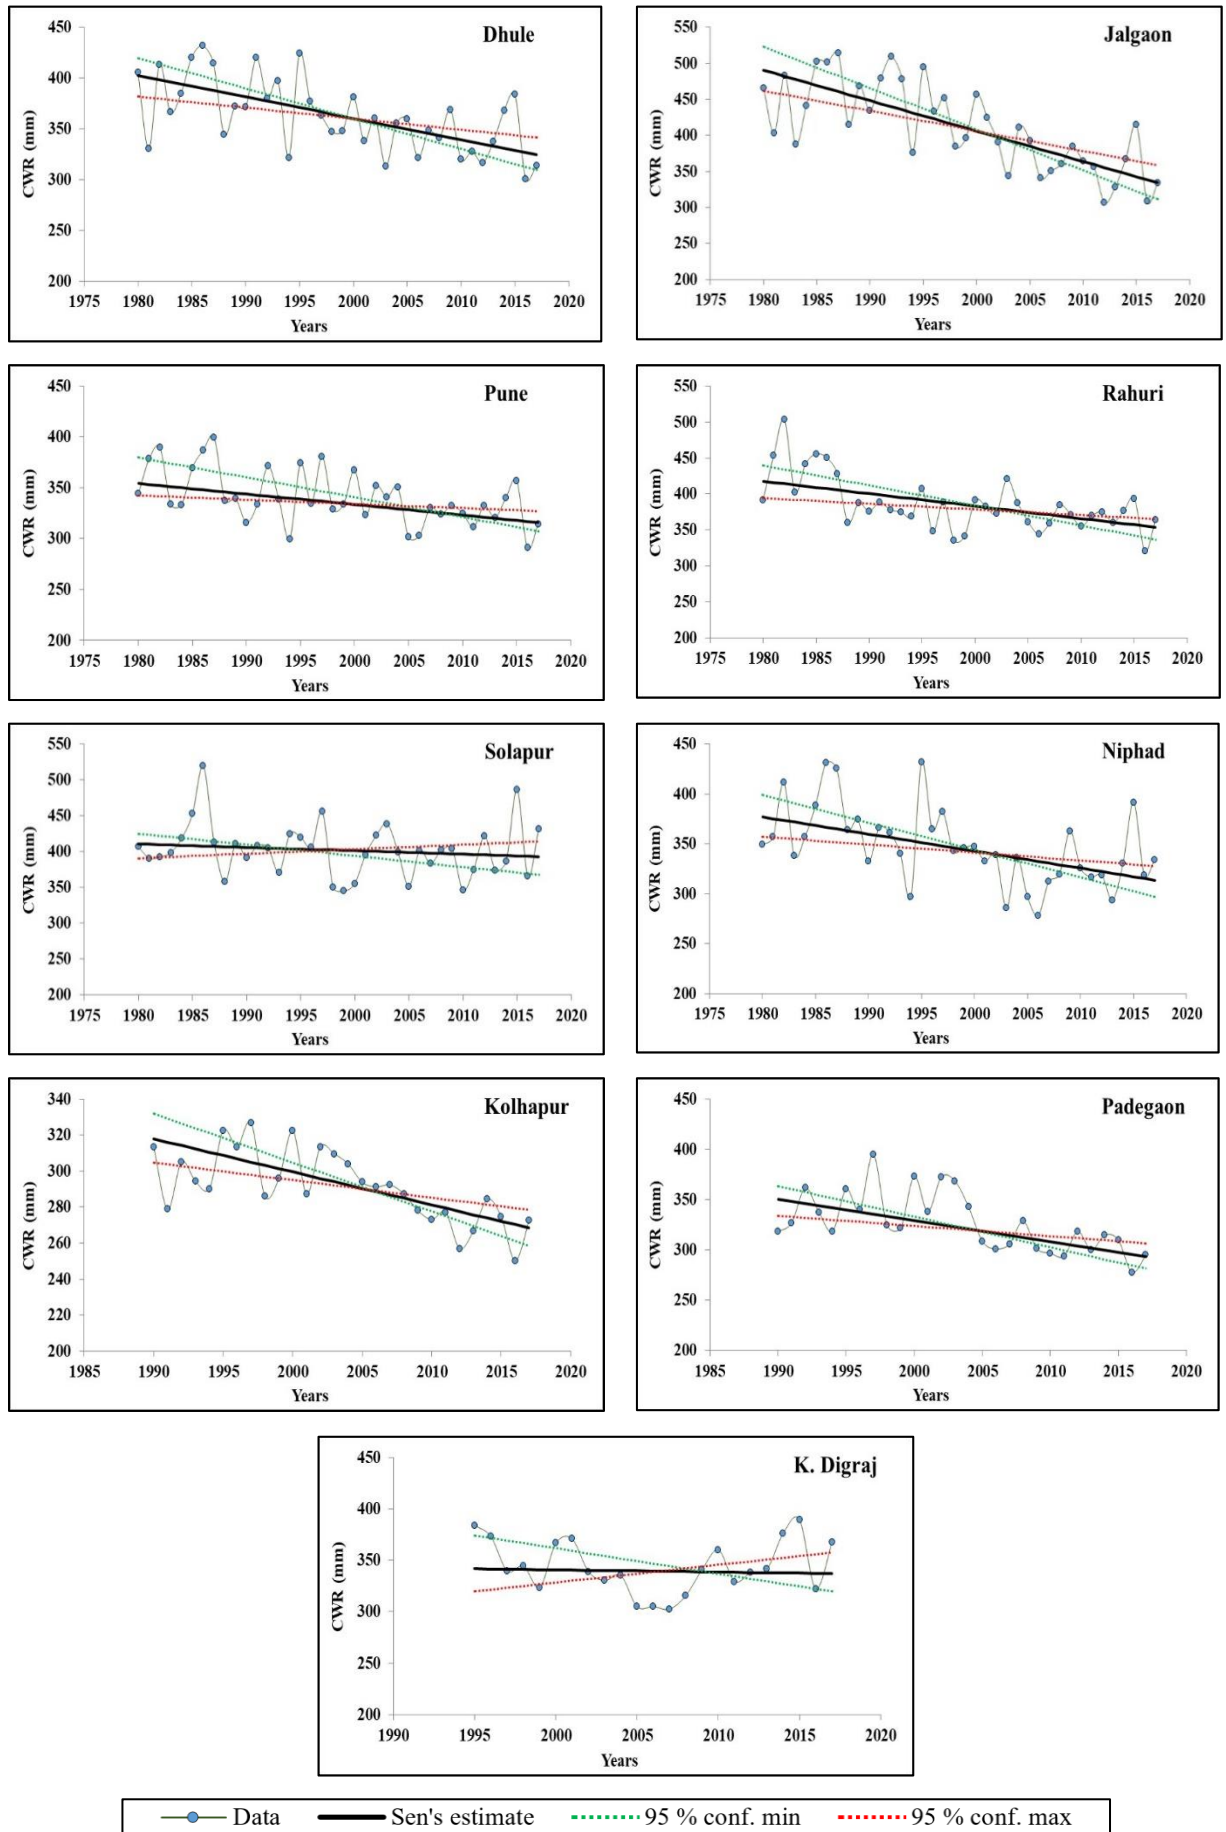 Dhule
CWR (mm)
450
400
350
300
250
200
1975 1980 1985 1990 1995 2000 2005 2010 2015 2020
Years
Jalgaon
CWR (mm)
550
500
450
400
350
300
250
200
1975 1980 1985 1990 1995 2000 2005 2010 2015 2020
Years
Pune
CWR (mm)
450
400
350
300
250
200
1975 1980 1985 1990 1995 2000 2005 2010 2015 2020
Years
Rahuri
CWR (mm)
550
500
450
400
350
300
250
200
1975 1980 1985 1990 1995 2000 2005 2010 2015 2020
Years
Solapur
CWR (mm)
550
500
450
400
350
300
250
200
1975 1980 1985 1990 1995 2000 2005 2010 2015 2020
Years
Niphad
CWR (mm)
450
400
350
300
250
200
1975 1980 1985 1990 1995 2000 2005 2010 2015 2020
Years
Kolhapur
CWR (mm)
340
320
300
280
260
240
220
200
1985 1990 1995 2000 2005 2010 2015 2020
Years
Padegaon
CWR (mm)
450
400
350
300
250
200
1985 1990 1995 2000 2005 2010 2015 2020
Years
K. Digraj
CWR (mm)
450
400
350
300
250
200
1990 1995 2000 2005 2010 2015 2020
Years
Data Sen's estimate 95 % conf. min 95 % conf. max